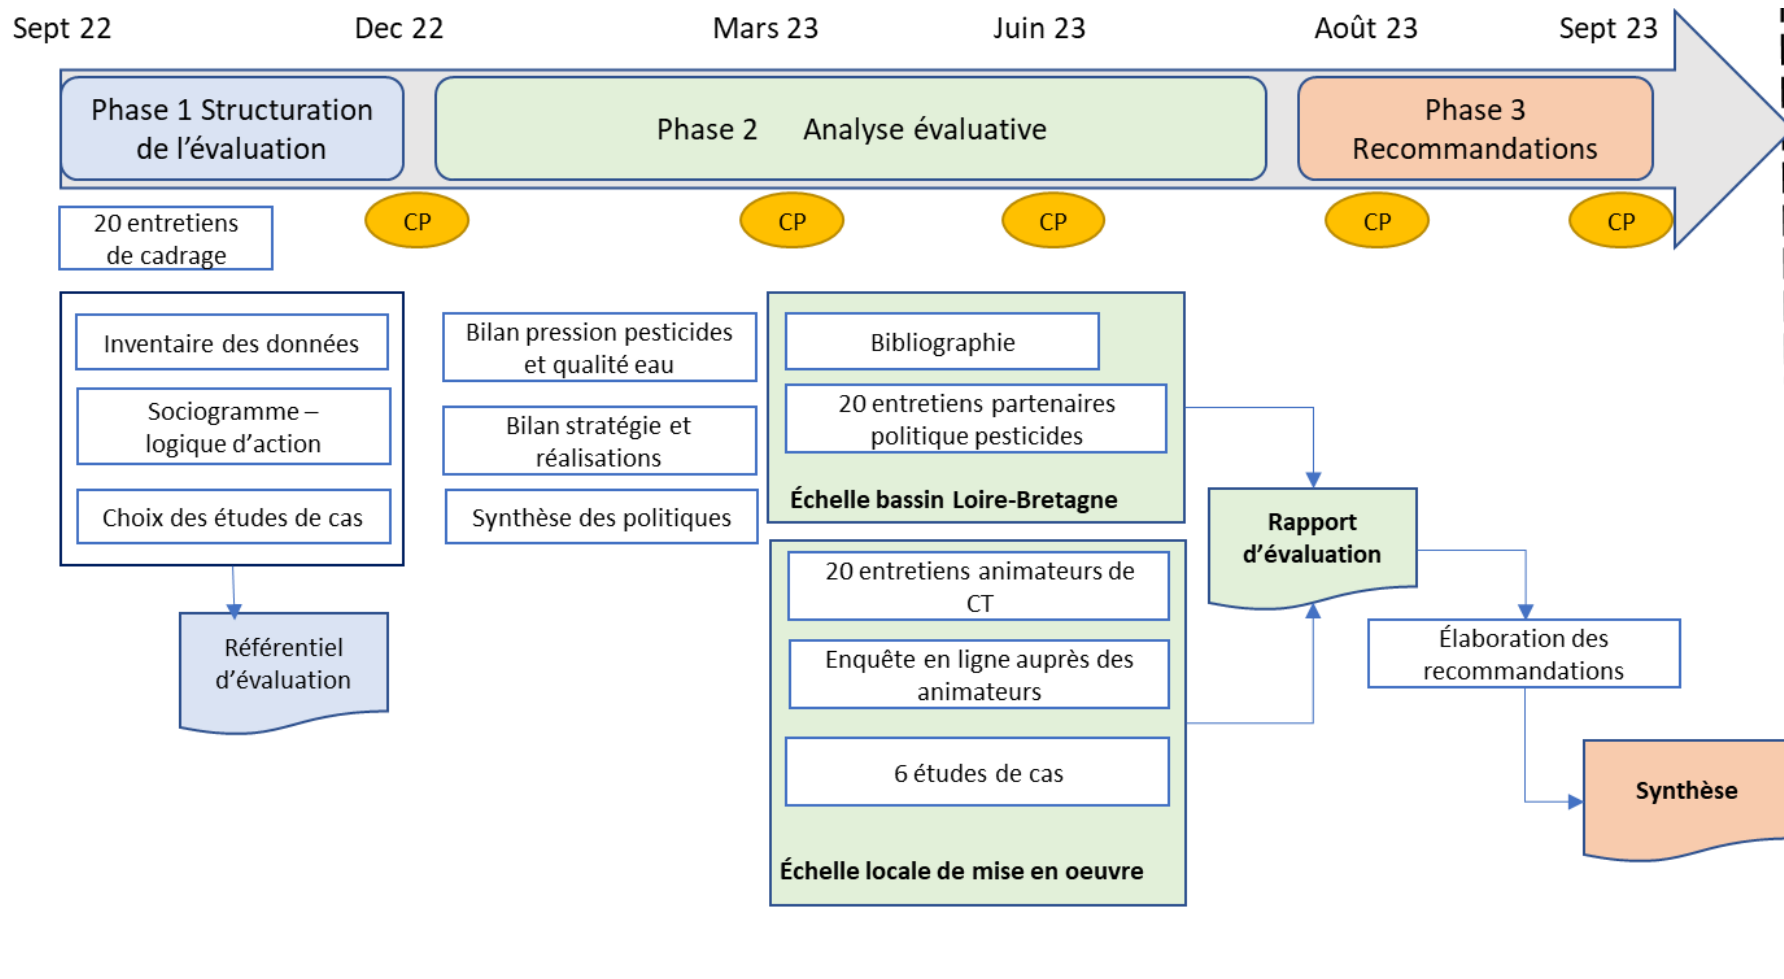 Sept 22
Dec 22
Mars 23
Juin 23
Août 23
Sept 23
Phase 1 Structuration
de l’évaluation
Phase 2 Analyse évaluative
Phase 3
Recommandations
CP
CP
CP
CP
CP
20 entretiens
de cadrage
Inventaire des données
Sociogramme –
logique d’action
Choix des études de cas
Référentiel
d’évaluation
Bilan pression pesticides
et qualité eau
Bilan stratégie et
réalisations
Synthèse des politiques
Bibliographie
20 entretiens partenaires
politique pesticides
Échelle bassin Loire-Bretagne
20 entretiens animateurs de
CT
Enquête en ligne auprès des
animateurs
6 études de cas
Échelle locale de mise en oeuvre
Rapport
d’évaluation
Élaboration des
recommandations
Synthèse